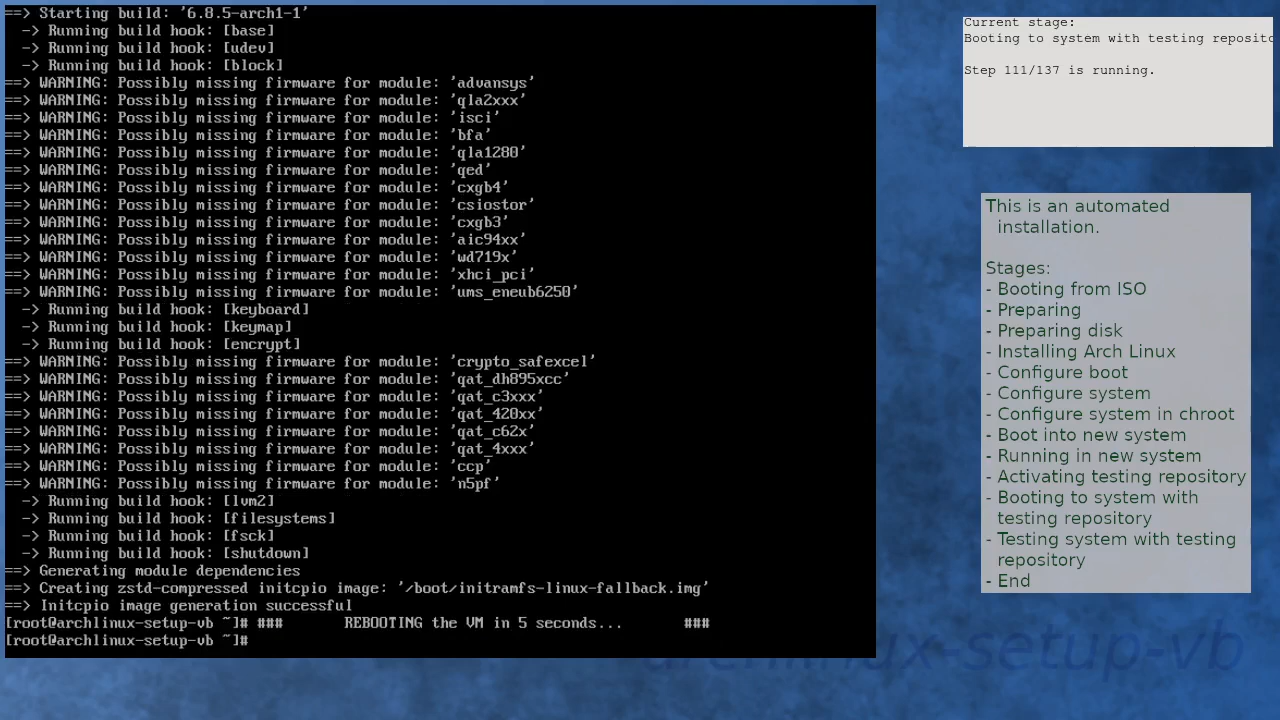 ==> Starting build: '6.8.5-arch1-1'
-> Running build hook: [base]
-> Running build hook: [udev]
-> Running build hook: [block]
==> WARNING: Possibly missing firmware for module: 'advansys'
==> WARNING: Possibly missing firmware for module: 'qla2xxx'
==> WARNING: Possibly missing firmware for module: 'isci'
==> WARNING: Possibly missing firmware for module: 'bfa'
==> WARNING: Possibly missing firmware for module: 'qla1280'
==> WARNING: Possibly missing firmware for module: 'qed'
==> WARNING: Possibly missing firmware for module: 'cxgb4'
==> WARNING: Possibly missing firmware for module: 'csiostor'
==> WARNING: Possibly missing firmware for module: 'cxgb3'
==> WARNING: Possibly missing firmware for module: 'aic94xx'
==> WARNING: Possibly missing firmware for module: 'wd719x'
==> WARNING: Possibly missing firmware for module: 'xhci_pci'
==> WARNING: Possibly missing firmware for module: 'ums_eneub6250'
-> Running build hook: [keyboard]
-> Running build hook: [keymap]
-> Running build hook: [encrypt]
==> WARNING: Possibly missing firmware for module: 'crypto_safexcel'
==> WARNING: Possibly missing firmware for module: 'qat_dh895xcc'
==> WARNING: Possibly missing firmware for module: 'qat_c3xxx'
==> WARNING: Possibly missing firmware for module: 'qat_420xx'
==> WARNING: Possibly missing firmware for module: 'qat_c62x'
==> WARNING: Possibly missing firmware for module: 'qat_4xxx'
==> WARNING: Possibly missing firmware for module: 'ccp'
==> WARNING: Possibly missing firmware for module: 'n5pf'
-> Running build hook: [lvm2]
-> Running build hook: [filesystems]
-> Running build hook: [fsck]
-> Running build hook: [shutdown]
==> Generating module dependencies
==> Creating zstd-compressed initcpio image: '/boot/initramfs-linux-fallback.img'
==> Initcpio image generation successful
[root@archlinux-setup-vb ~]# ### REBOOTING the VM in 5 seconds... ###
[root@archlinux-setup-vb ~]#
Current stage:
Booting to system with testing reposito
Step 111/137 is running.
This is an automated
installation.
Stages:
- Booting from ISO
- Preparing
- Preparing disk
- Installing Arch Linux
- Configure boot
- Configure system
- Configure system in chroot
- Boot into new system
- Running in new system
- Activating testing repository
- Booting to system with
testing repository
- Testing system with testing
repository
- End
archlinux-setup-vb